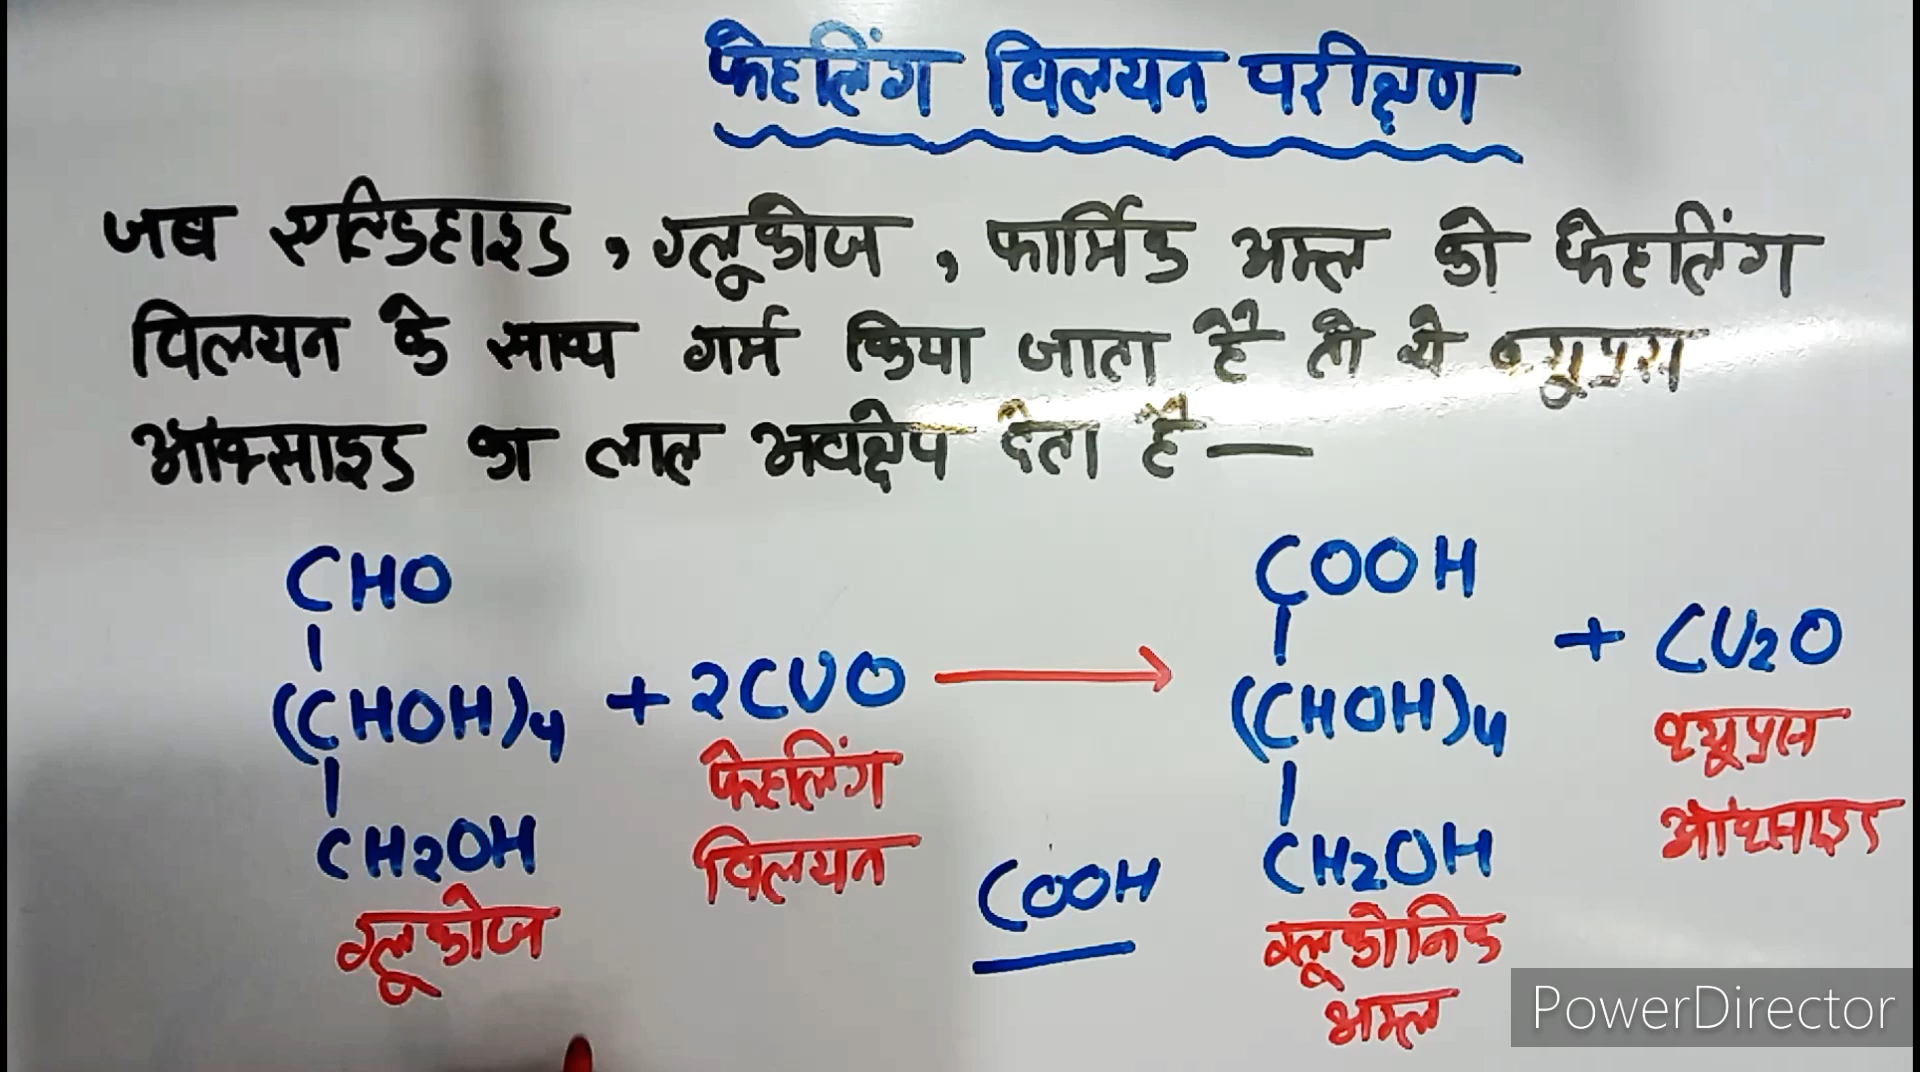 फेहलिंग विलयन परीक्षण
जब एल्डिहाइड , ग्लूकोज , फार्मिक अम्ल को फेहलिंग
विलयन के साथ गर्म किया जाता है तो ये क्यूप्रस
ऑक्साइड का लाल अवक्षेप देता है —
CHO
(CHOH)4 + 2CUO → 
CH2OH
ग्लूकोज
फेहलिंग
विलयन
COOH
COOH
(CHOH)4
CH2OH
ग्लूकोनिक
अम्ल
+ CU2O
क्यूप्रस
ऑक्साइड
PowerDirector